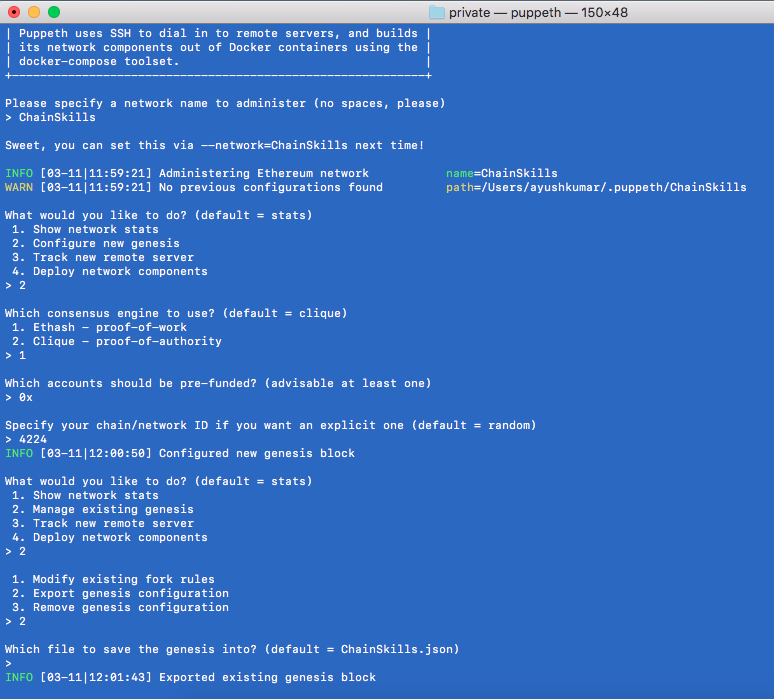 private — puppeth — 150×48
| Puppeth uses SSH to dial in to remote servers, and builds |
| its network components out of Docker containers using the |
| docker-compose toolset. |
+-----------------------------------------------------------+
Please specify a network name to administer (no spaces, please)
> ChainSkills
Sweet, you can set this via --network=ChainSkills next time!
INFO [03-11|11:59:21] Administering Ethereum network name=ChainSkills
WARN [03-11|11:59:21] No previous configurations found path=/Users/ayushkumar/.puppeth/ChainSkills
What would you like to do? (default = stats)
1. Show network stats
2. Configure new genesis
3. Track new remote server
4. Deploy network components
> 2
Which consensus engine to use? (default = clique)
1. Ethash - proof-of-work
2. Clique - proof-of-authority
> 1
Which accounts should be pre-funded? (advisable at least one)
> 0x
Specify your chain/network ID if you want an explicit one (default = random)
> 4224
INFO [03-11|12:00:50] Configured new genesis block
What would you like to do? (default = stats)
1. Show network stats
2. Manage existing genesis
3. Track new remote server
4. Deploy network components
> 2
1. Modify existing fork rules
2. Export genesis configuration
3. Remove genesis configuration
> 2
Which file to save the genesis into? (default = ChainSkills.json)
>
INFO [03-11|12:01:43] Exported existing genesis block